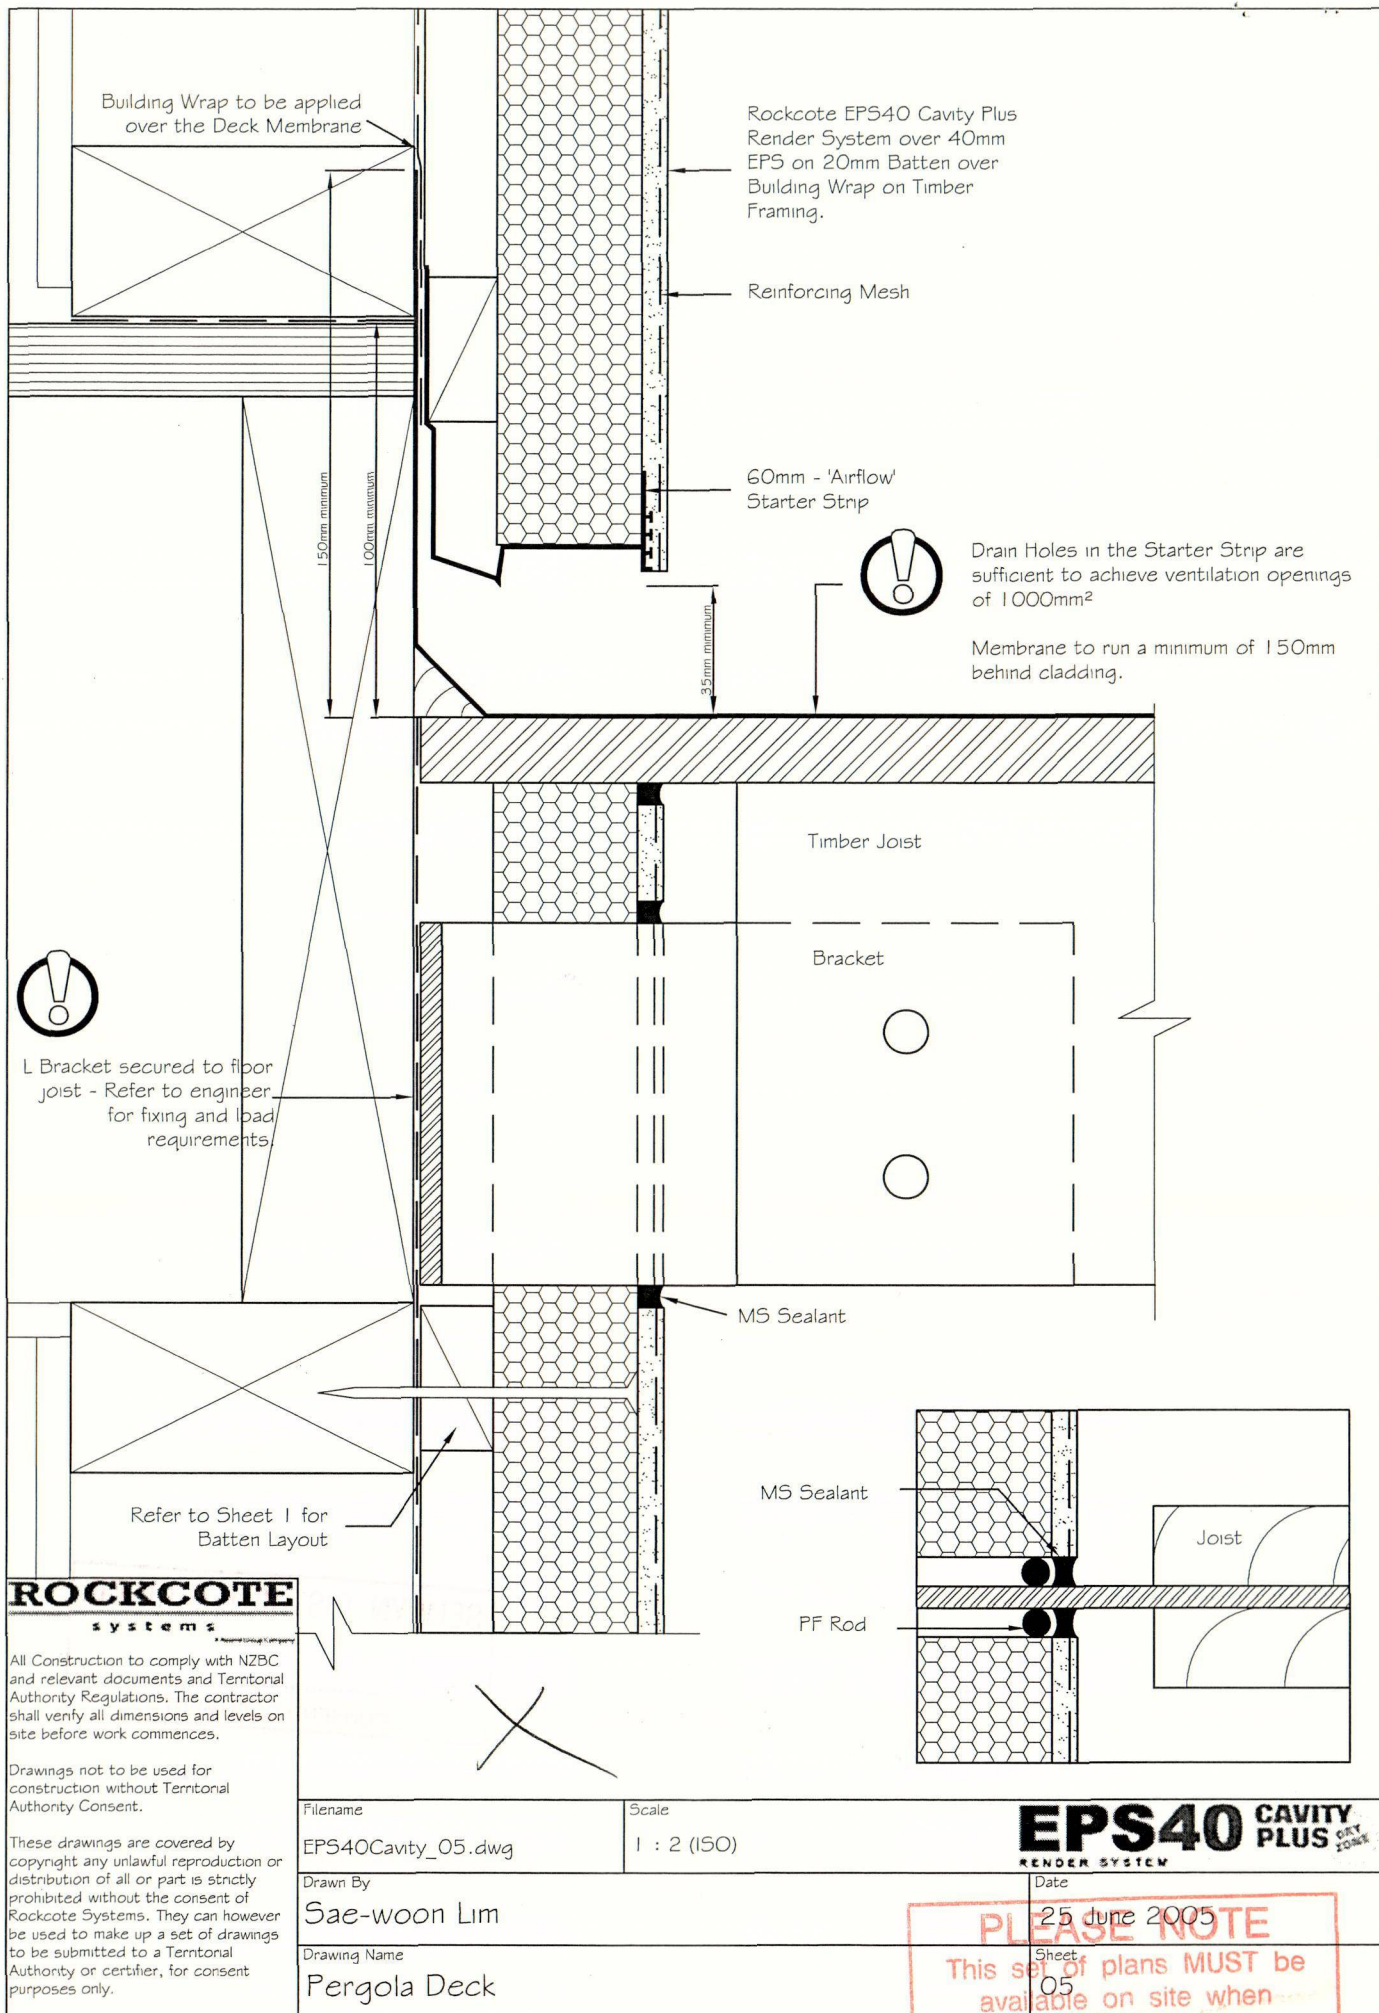 Building Wrap to be applied
over the Deck Membrane
Rockcote EPS40 Cavity Plus
Render System over 40mm
EPS on 20mm Batten over
Building Wrap on Timber
Framing.
Reinforcing Mesh
150mm minimum
100mm minimum
60mm - 'Airflow'
Starter Strip
35mm minimum
Drain Holes in the Starter Strip are
sufficient to achieve ventilation openings
of 1000mm²
Membrane to run a minimum of 150mm
behind cladding.
Timber Joist
Bracket
L Bracket secured to floor
joist - Refer to engineer
for fixing and load
requirements.
MS Sealant
Refer to Sheet 1 for
Batten Layout
MS Sealant
Joist
PF Rod
ROCKCOTE
systems
All Construction to comply with NZBC
and relevant documents and Territorial
Authority Regulations. The contractor
shall verify all dimensions and levels on
site before work commences.
Drawings not to be used for
construction without Territorial
Authority Consent.
These drawings are covered by
copyright any unlawful reproduction or
distribution of all or part is strictly
prohibited without the consent of
Rockcote Systems. They can however
be used to make up a set of drawings
to be submitted to a Territorial
Authority or certifier, for consent
purposes only.
Filename
EPS40Cavity_05.dwg
Scale
1 : 2 (ISO)
EPS40 CAVITY
PLUS
DRY
ZONE
RENDER SYSTEM
Drawn By
Sae-woon Lim
Date
25 June 2005
Drawing Name
Pergola Deck
Sheet
05
PLEASE NOTE
This set of plans MUST be
available on site when